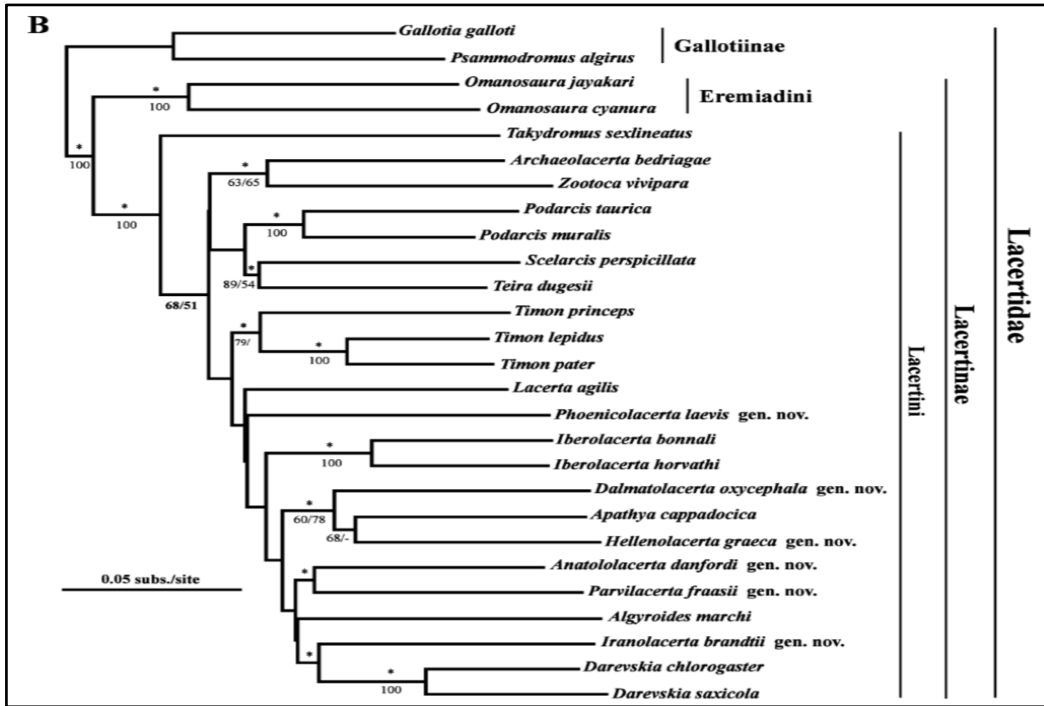 B
Gallotia galloti
Gallotiinae
Psammodromus algirus
Omanosaura jayakari
*
100
Eremiadini
Omanosaura cyanura
Takydromus sexlineatus
*
100
Archaeolacerta bedriagae
*
63/65
Zootoca vivipara
*
100
Podarcis taurica
*
100
Podarcis muralis
Scelarcis perspicillata
*
89/54
Teira dugesii
68/51
Timon princeps
*
79/
Timon lepidus
*
100
Timon pater
Lacerta agilis
Phoenicolacerta laevis gen. nov.
Iberolacerta bonnali
*
100
Iberolacerta horvathi
Dalmatolacerta oxycephala gen. nov.
*
60/78
Apathya cappadocica
68/-
Hellenolacerta graeca gen. nov.
Anatololacerta danfordi gen. nov.
*
0.05 subs./site
Parvilacerta fraasii gen. nov.
Algyroides marchi
Iranolacerta brandtii gen. nov.
*
Darevskia chlorogaster
*
100
Darevskia saxicola
Lacertini
Lacertinae
Lacertidae